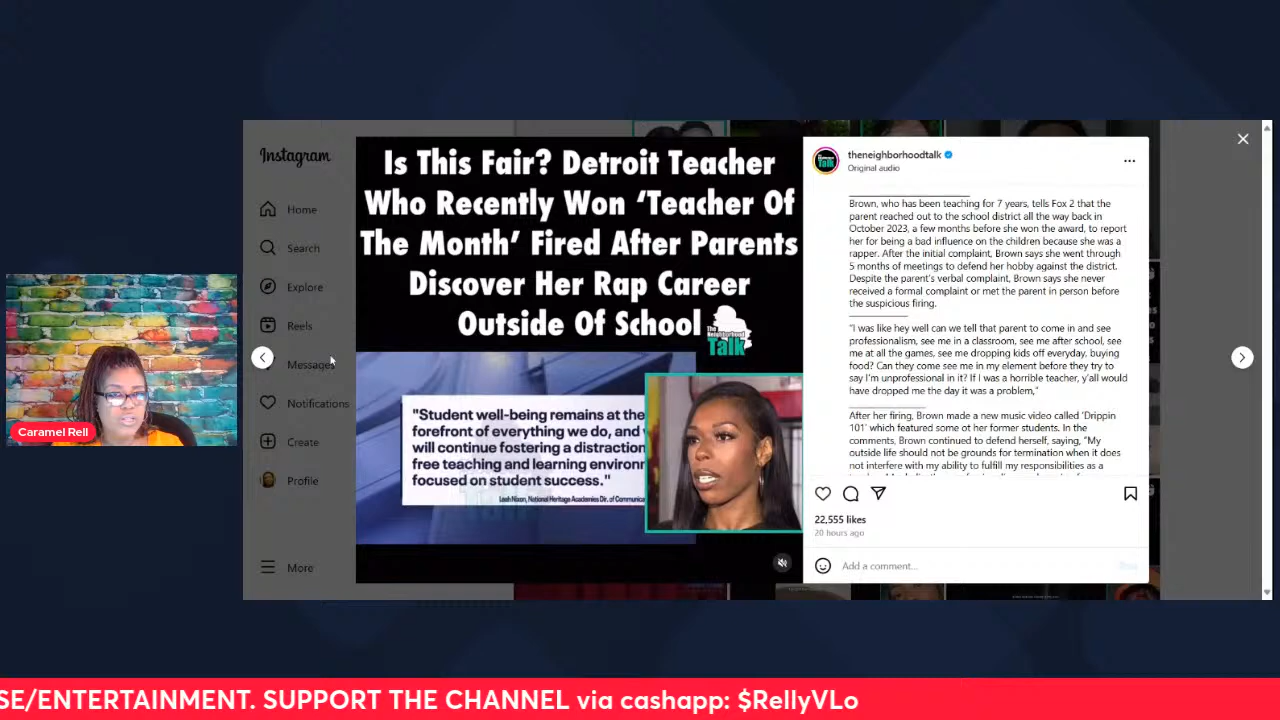 Instagram
Home
Search
Explore
Reels
Messages
Notifications
Create
Profile
More
Is This Fair? Detroit Teacher
Who Recently Won ‘Teacher Of
The Month’ Fired After Parents
Discover Her Rap Career
Outside Of School
The
Neighborhood
Talk
"Student well-being remains at the
forefront of everything we do, and
will continue fostering a distraction
free teaching and learning environ
focused on student success."
Leah Nixon, National Heritage Academies Dir. of Communica
theneighborhoodtalk
Original audio
Brown, who has been teaching for 7 years, tells Fox 2 that the
parent reached out to the school district all the way back in
October 2023, a few months before she won the award, to report
her for being a bad influence on the children because she was a
rapper. After the initial complaint, Brown says she went through
5 months of meetings to defend her hobby against the district.
Despite the parent's verbal complaint, Brown says she never
received a formal complaint or met the parent in person before
the suspicious firing.
“I was like hey well can we tell that parent to come in and see
professionalism, see me in a classroom, see me after school, see
me at all the games, see me dropping kids off everyday. buying
food? Can they come see me in my element before they try to
say I'm unprofessional in it? If I was a horrible teacher, y'all would
have dropped me the day it was a problem,"
After her firing, Brown made a new music video called 'Drippin
101' which featured some ot her former students. In the
comments, Brown continued to defend herself, saying, “My
outside life should not be grounds for termination when it does
not interfere with my ability to fulfill my responsibilities as a
22,555 likes
20 hours ago
Add a comment...
Post
Caramel Rell
SE/ENTERTAINMENT. SUPPORT THE CHANNEL via cashapp: $RellyVLo